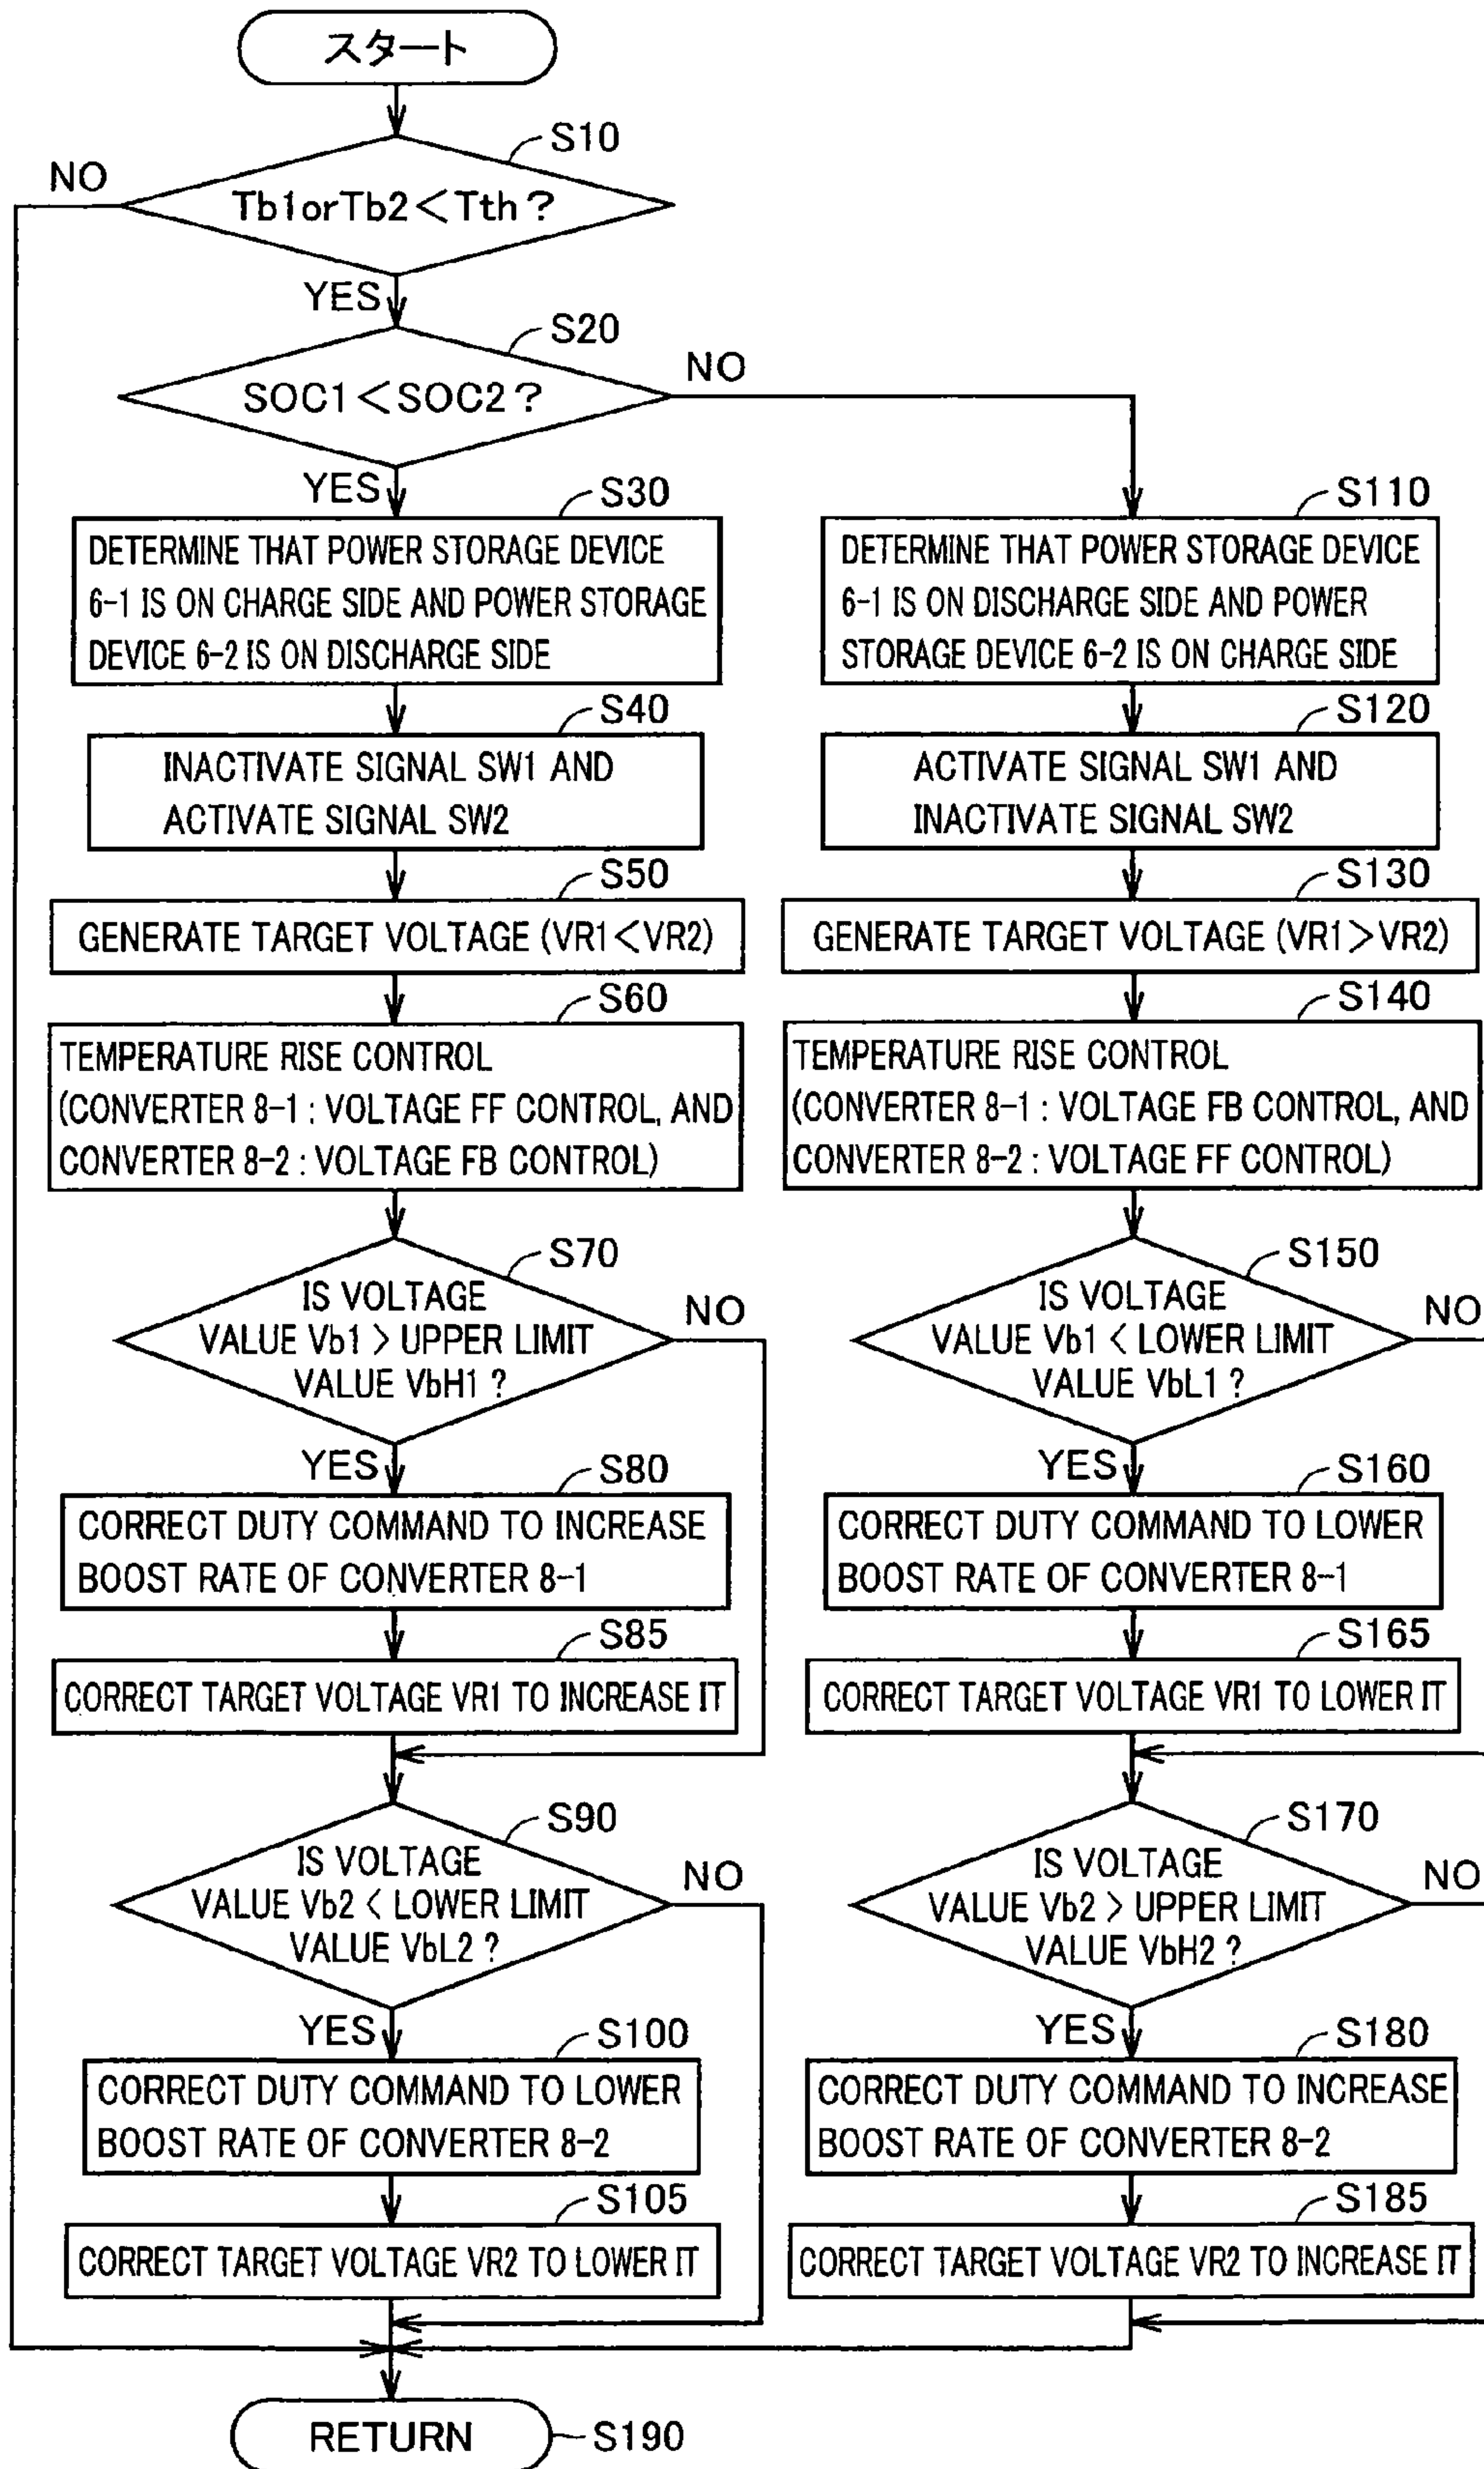 スタート
S10
NO
Tb1orTb2<Tth?
YES
S20
SOC1<SOC2?
NO
YES
S30
DETERMINE THAT POWER STORAGE DEVICE
6-1 IS ON CHARGE SIDE AND POWER STORAGE
DEVICE 6-2 IS ON DISCHARGE SIDE
S40
INACTIVATE SIGNAL SW1 AND
ACTIVATE SIGNAL SW2
S50
GENERATE TARGET VOLTAGE (VR1<VR2)
S60
TEMPERATURE RISE CONTROL
(CONVERTER 8-1 : VOLTAGE FF CONTROL, AND
CONVERTER 8-2 : VOLTAGE FB CONTROL)
S70
IS VOLTAGE
VALUE Vb1 > UPPER LIMIT
VALUE VbH1 ?
NO
YES
S80
CORRECT DUTY COMMAND TO INCREASE
BOOST RATE OF CONVERTER 8-1
S85
CORRECT TARGET VOLTAGE VR1 TO INCREASE IT
S90
IS VOLTAGE
VALUE Vb2 < LOWER LIMIT
VALUE VbL2 ?
NO
YES
S100
CORRECT DUTY COMMAND TO LOWER
BOOST RATE OF CONVERTER 8-2
S105
CORRECT TARGET VOLTAGE VR2 TO LOWER IT
S110
DETERMINE THAT POWER STORAGE DEVICE
6-1 IS ON DISCHARGE SIDE AND POWER
STORAGE DEVICE 6-2 IS ON CHARGE SIDE
S120
ACTIVATE SIGNAL SW1 AND
INACTIVATE SIGNAL SW2
S130
GENERATE TARGET VOLTAGE (VR1>VR2)
S140
TEMPERATURE RISE CONTROL
(CONVERTER 8-1 : VOLTAGE FB CONTROL, AND
CONVERTER 8-2 : VOLTAGE FF CONTROL)
S150
IS VOLTAGE
VALUE Vb1 < LOWER LIMIT
VALUE VbL1 ?
NO
YES
S160
CORRECT DUTY COMMAND TO LOWER
BOOST RATE OF CONVERTER 8-1
S165
CORRECT TARGET VOLTAGE VR1 TO LOWER IT
S170
IS VOLTAGE
VALUE Vb2 > UPPER LIMIT
VALUE VbH2 ?
NO
YES
S180
CORRECT DUTY COMMAND TO INCREASE
BOOST RATE OF CONVERTER 8-2
S185
CORRECT TARGET VOLTAGE VR2 TO INCREASE IT
RETURN
S190